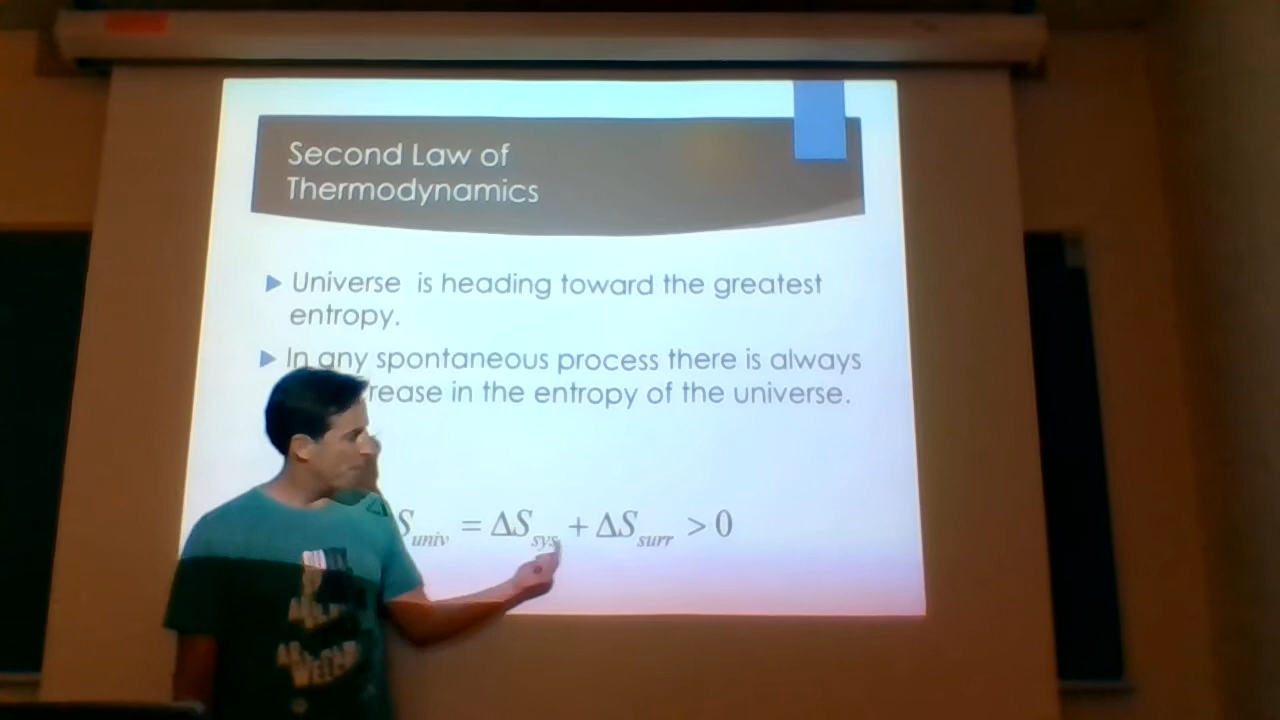 Second Law of
Thermodynamics
Universe is heading toward the greatest
entropy.
In any spontaneous process there is always
rease in the entropy of the universe.
ΔS_univ = ΔS_sys + ΔS_surr > 0